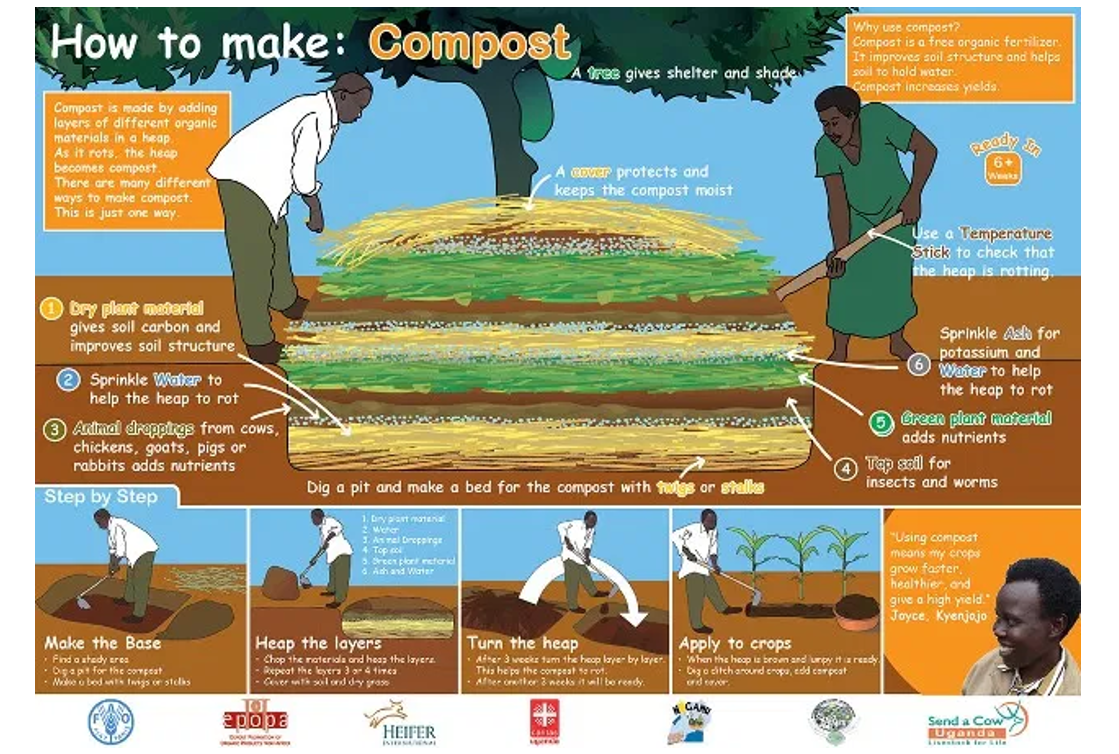 How to make: Compost
A tree gives shelter and shade.
Why use compost?
Compost is a free organic fertilizer.
It improves soil structure and helps
soil to hold water.
Compost increases yields.
Compost is made by adding
layers of different organic
materials in a heap.
As it rots, the heap
becomes compost.
There are many different
ways to make compost.
This is just one way.
Ready In
6+
Weeks
A cover protects and
keeps the compost moist
Use a Temperature
Stick to check that
the heap is rotting.
1 Dry plant material
gives soil carbon and
improves soil structure
2 Sprinkle Water to
help the heap to rot
3 Animal droppings from cows,
chickens, goats, pigs or
rabbits adds nutrients
Sprinkle Ash for
potassium and
6 Water to help
the heap to rot
5 Green plant material
adds nutrients
4 Top soil for
insects and worms
Dig a pit and make a bed for the compost with twigs or stalks
Step by Step
Make the Base
· Find a shady area
· Dig a pit for the compost
· Make a bed with twigs or stalks
1. Dry plant material
2. Water
3. Animal Droppings
4. Top soil
5. Green plant material
6. Ash and Water
Heap the layers
· Chop the materials and heap the layers.
· Repeat the layers 3 or 4 times
· Cover with soil and dry grass
Turn the heap
· After 3 weeks turn the heap layer by layer.
This helps the compost to rot.
· After another 3 weeks it will be ready.
Apply to crops
· When the heap is brown and lumpy it is ready.
· Dig a ditch around crops, add compost
and cover.
"Using compost
means my crops
grow faster,
healthier, and
give a high yield."
Joyce, Kyenjojo
FAO
epopa
Export Promotion of
Organic Products from Africa
HEIFER
INTERNATIONAL
caritas
uganda
Send a Cow
Uganda
Livestock for Life